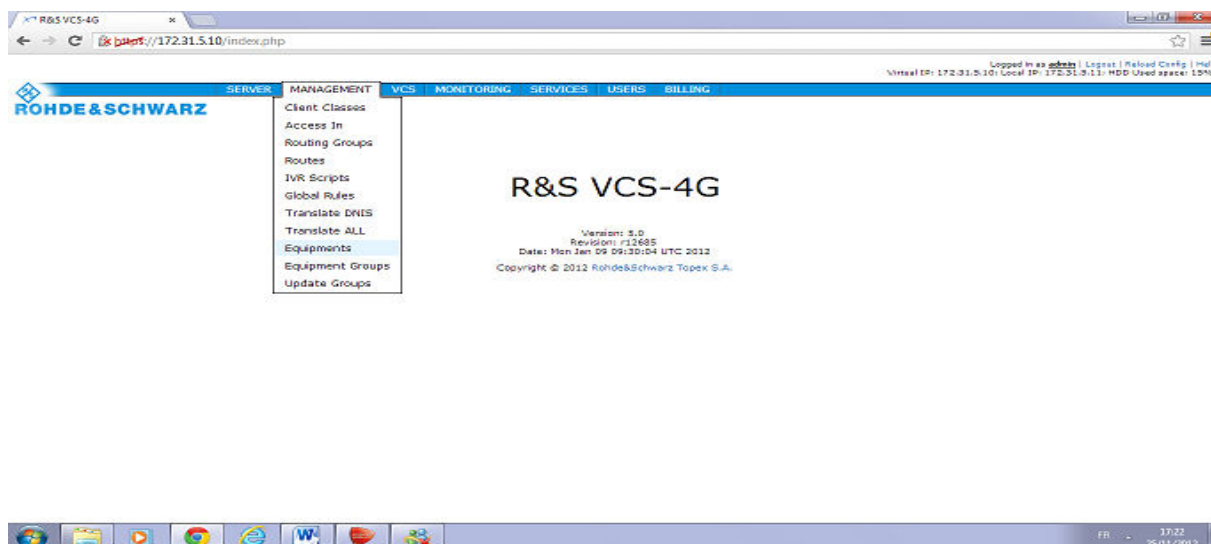 R&S VCS-4G
https://172.31.5.10/index.php
Logged in as admin | Logout | Reload Config | Hel
Virtual IP: 172.31.5.10; Local IP: 172.31.5.11; HDD Used space: 15%
SERVER MANAGEMENT VCS MONITORING SERVICES USERS BILLING
ROHDE&SCHWARZ
Client Classes
Access In
Routing Groups
Routes
IVR Scripts
Global Rules
Translate DNIS
Translate ALL
Equipments
Equipment Groups
Update Groups
R&S VCS-4G
Version: 5.0
Revision: r12685
Date: Mon Jan 09 09:30:04 UTC 2012
Copyright © 2012 Rohde&Schwarz Topex S.A.
FR
17:22
25/11/2012